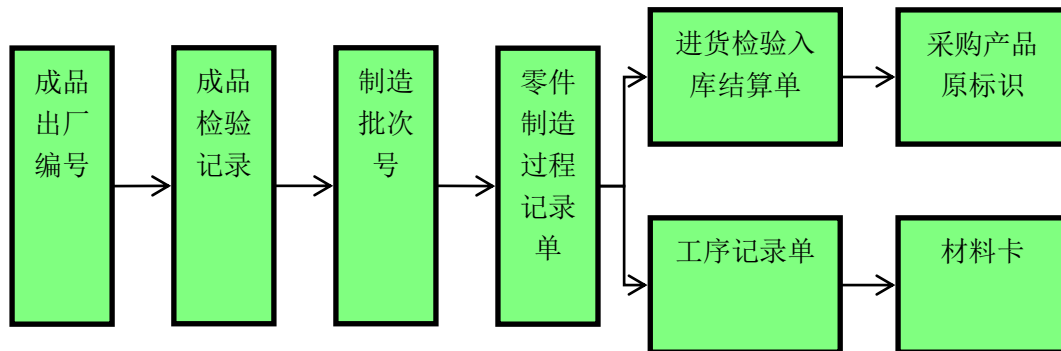 成品
出厂
编号
成品
检验
记录
制造
批次
号
零件
制造
过程
记录
单
进货检验入
库结算单
采购产品
原标识
工序记录单
材料卡